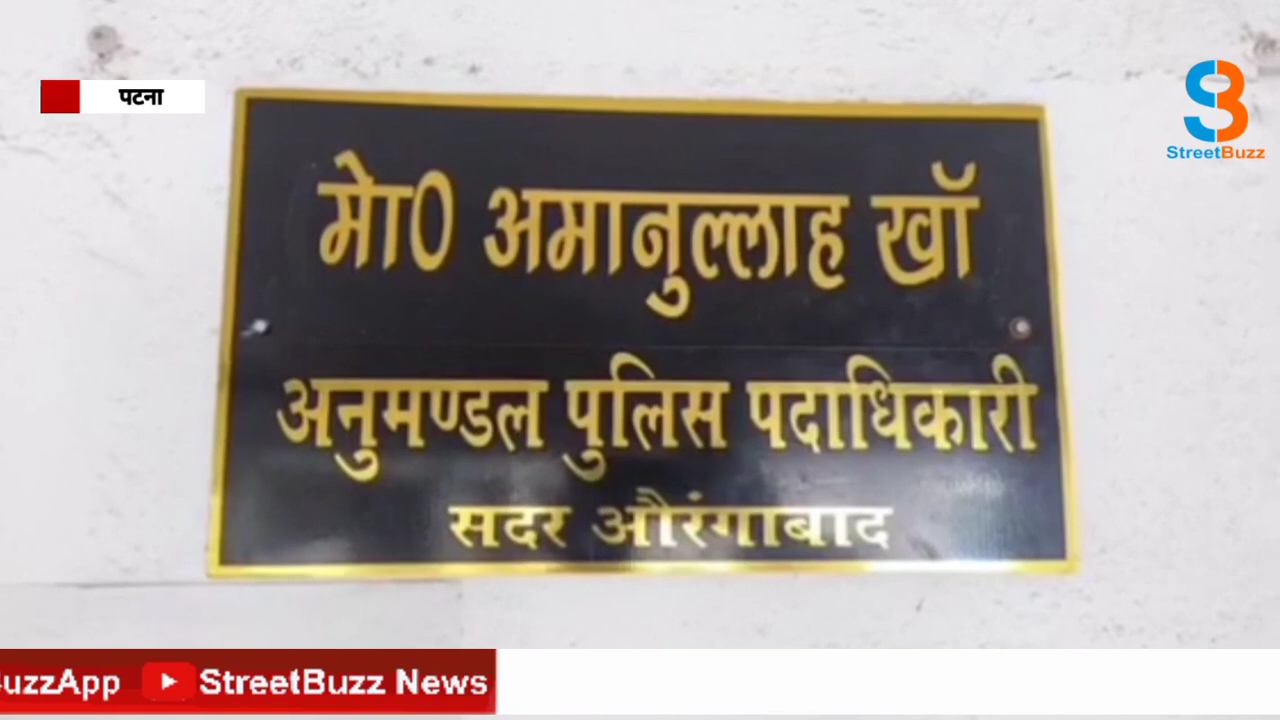 पटना
StreetBuzz
मो0 अमानुल्लाह खॉ
अनुमण्डल पुलिस पदाधिकारी
सदर औरंगाबाद
BuzzApp StreetBuzz News